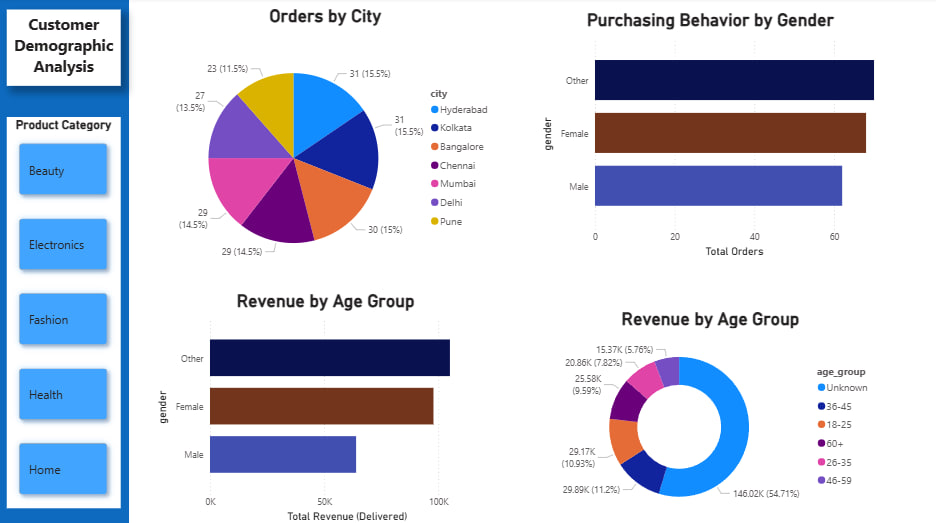 Customer
Demographic
Analysis
Product Category
Beauty
Electronics
Fashion
Health
Home
Orders by City
31 (15.5%)
31
(15.5%)
30 (15%)
29 (14.5%)
29
(14.5%)
27
(13.5%)
23 (11.5%)
city
Hyderabad
Kolkata
Bangalore
Chennai
Mumbai
Delhi
Pune
Purchasing Behavior by Gender
gender
Other
Female
Male
0 20 40 60
Total Orders
Revenue by Age Group
gender
Other
Female
Male
0K 50K 100K
Total Revenue (Delivered)
Revenue by Age Group
15.37K (5.76%)
20.86K (7.82%)
25.58K
(9.59%)
29.17K
(10.93%)
29.89K (11.2%)
146.02K (54.71%)
age_group
Unknown
36-45
18-25
60+
26-35
46-59